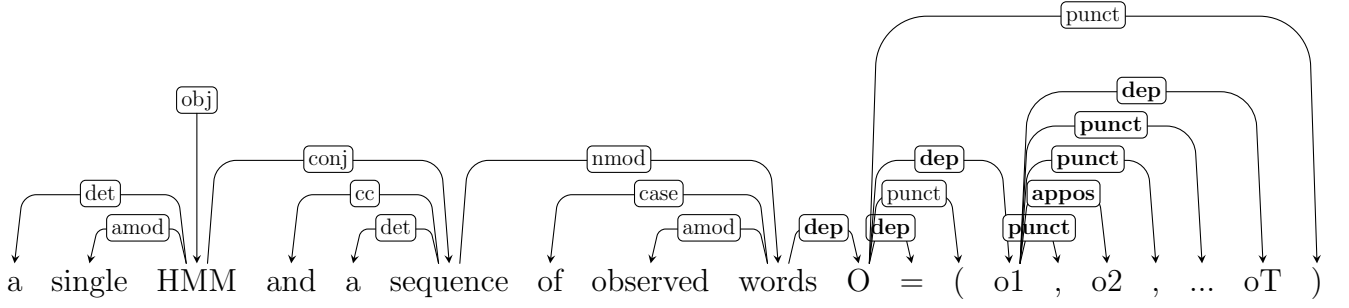 punct
dep
obj
punct
conj nmod dep punct
det cc case punct appos
amod det amod dep dep punct
a single HMM and a sequence of observed words O = ( o1 , o2 , ... oT )